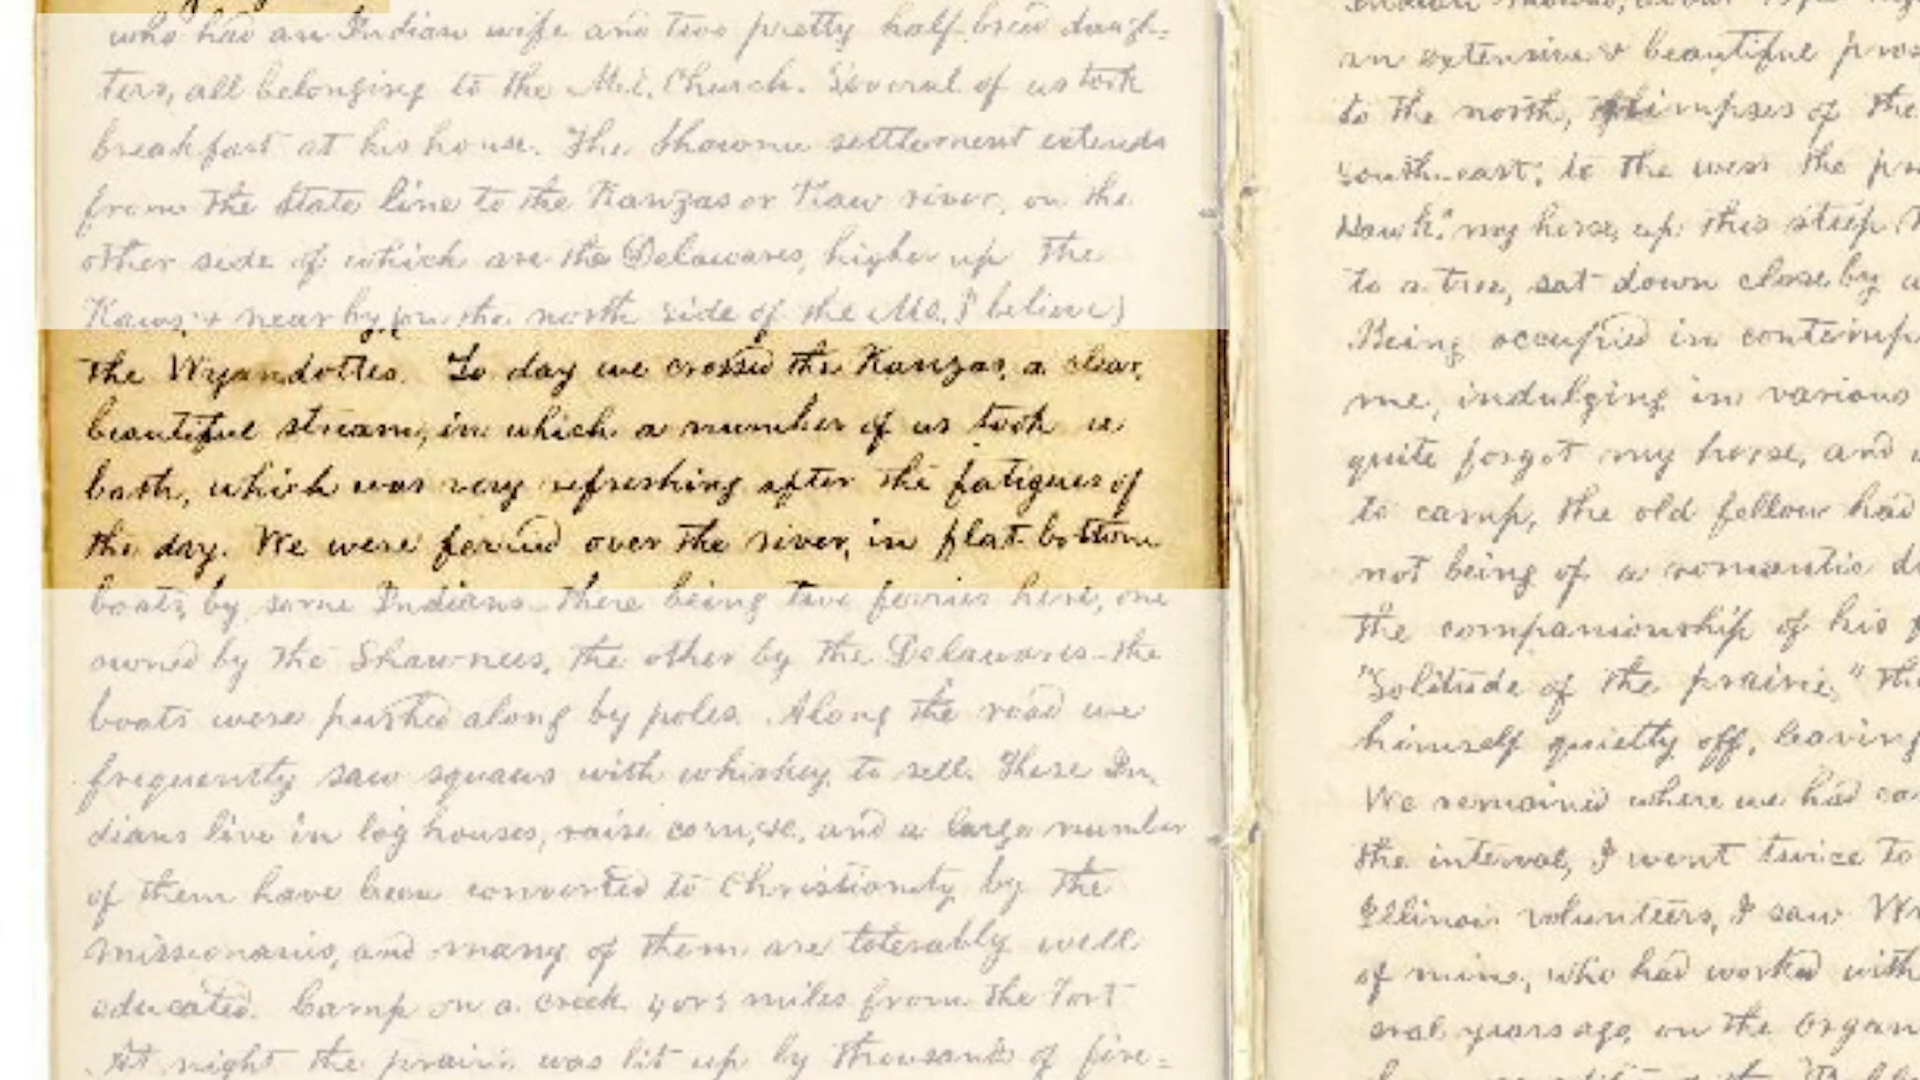 who had an Indian wife and two pretty half-breed daugh=
ters, all belonging to the Church. Several of us took
breakfast at his house. The Shawnee settlement extends
from the State line to the Kanzas or Kaw river, on the
other side of which are the Delawares, higher up the
Kaws, & near by (on the north side of the Mo. I believe)
the Wyandottes. To day we crossed the Kanzas, a clear,
beautiful stream, in which a number of us took a
bath, which was very refreshing after the fatigues of
the day. We were ferried over the river, in flat-bottom
boats, by some Indians - there being two ferries here, one
owned by the Shawnees, the other by the Delawares - the
boats were pushed along by poles. Along the road we
frequently saw squaws with whiskey to sell. These In
dians live in log houses, raise corn, &c, and a large number
of them have been converted to Christianity by the
missionaries, and many of them are tolerably well
educated. Camp on a creek 4 or 5 miles from the Fort
At night the prairie was lit up by thousands of fire=
an extensive & beautiful
to the north, glimpses of the
south-east; to the west the
Hawk," my horse, up this steep
to a tree, sat down close by
Being occupied in
me, indulging in various
quite forgot my horse, and
to camp, the old fellow had
not being of a romantic
the companionship of his
"Solitude of the prairie,"
himself quietly off, leaving
We remained where we had
the interval, I went twice to
Illinois volunteers, I saw
of mine, who had worked with
eral years ago, on the